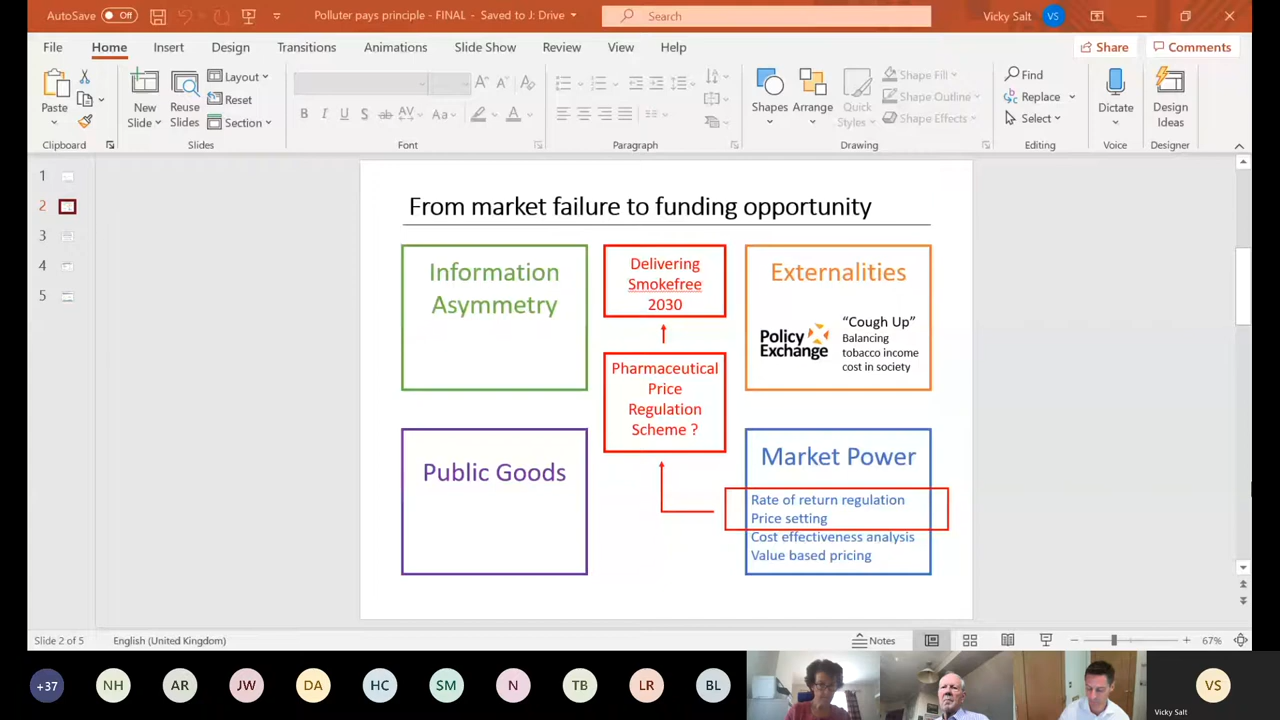 AutoSave Off
Polluter pays principle - FINAL - Saved to J: Drive
Search
Vicky Salt VS
File Home Insert Design Transitions Animations Slide Show Review View Help
Share Comments
Paste
New Slide
Reuse Slides
Layout
Reset
Section
B I U S ab AV Aa A
Shapes
Arrange
Quick Styles
Shape Fill
Shape Outline
Shape Effects
Find
Replace
Select
Dictate
Design Ideas
Clipboard Slides Font Paragraph Drawing Editing Voice Designer
1
2
3
4
5
From market failure to funding opportunity
Information
Asymmetry
Delivering
Smokefree
2030
Externalities
Policy
Exchange
“Cough Up”
Balancing
tobacco income
cost in society
Pharmaceutical
Price
Regulation
Scheme ?
Public Goods
Market Power
Rate of return regulation
Price setting
Cost effectiveness analysis
Value based pricing
Slide 2 of 5 English (United Kingdom) Notes 67%
+37 NH AR JW DA HC SM N TB LR BL VS
Vicky Salt